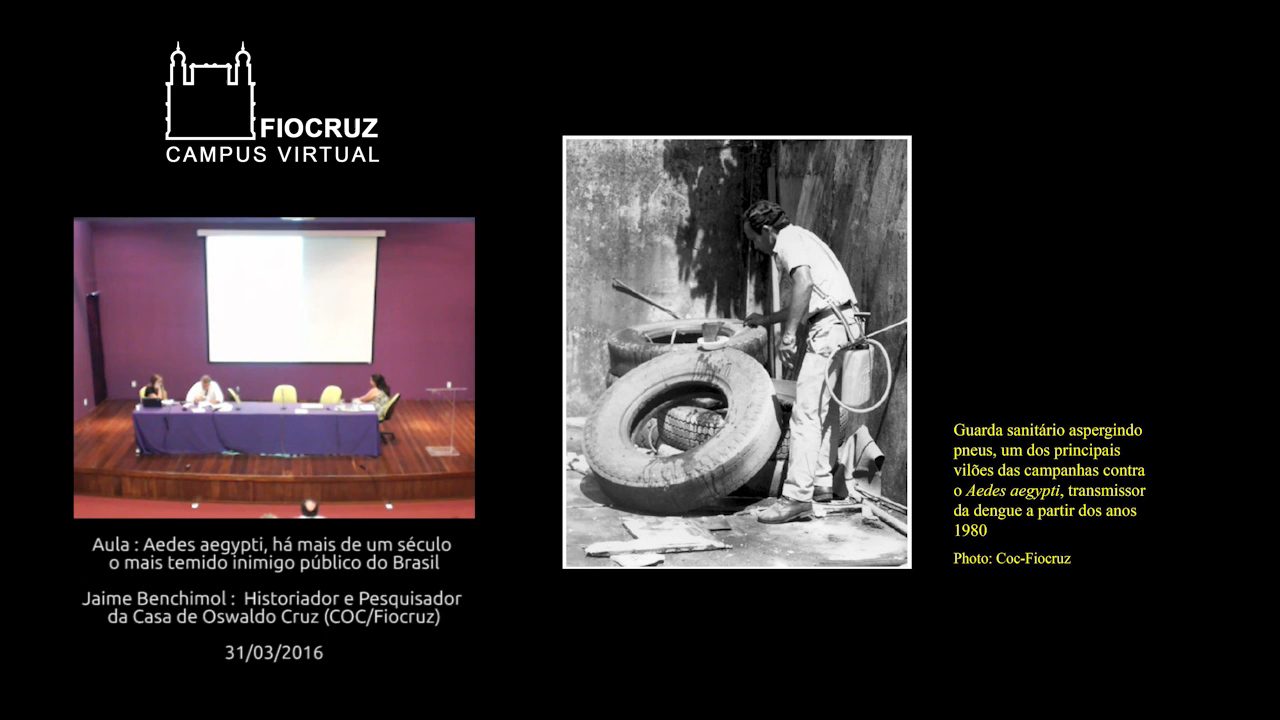 FIOCRUZ
CAMPUS VIRTUAL
Aula : Aedes aegypti, há mais de um século
o mais temido inimigo público do Brasil
Jaime Benchimol : Historiador e Pesquisador
da Casa de Oswaldo Cruz (COC/Fiocruz)
31/03/2016
Guarda sanitário aspergindo
pneus, um dos principais
vilões das campanhas contra
o Aedes aegypti, transmissor
da dengue a partir dos anos
1980
Photo: Coc-Fiocruz